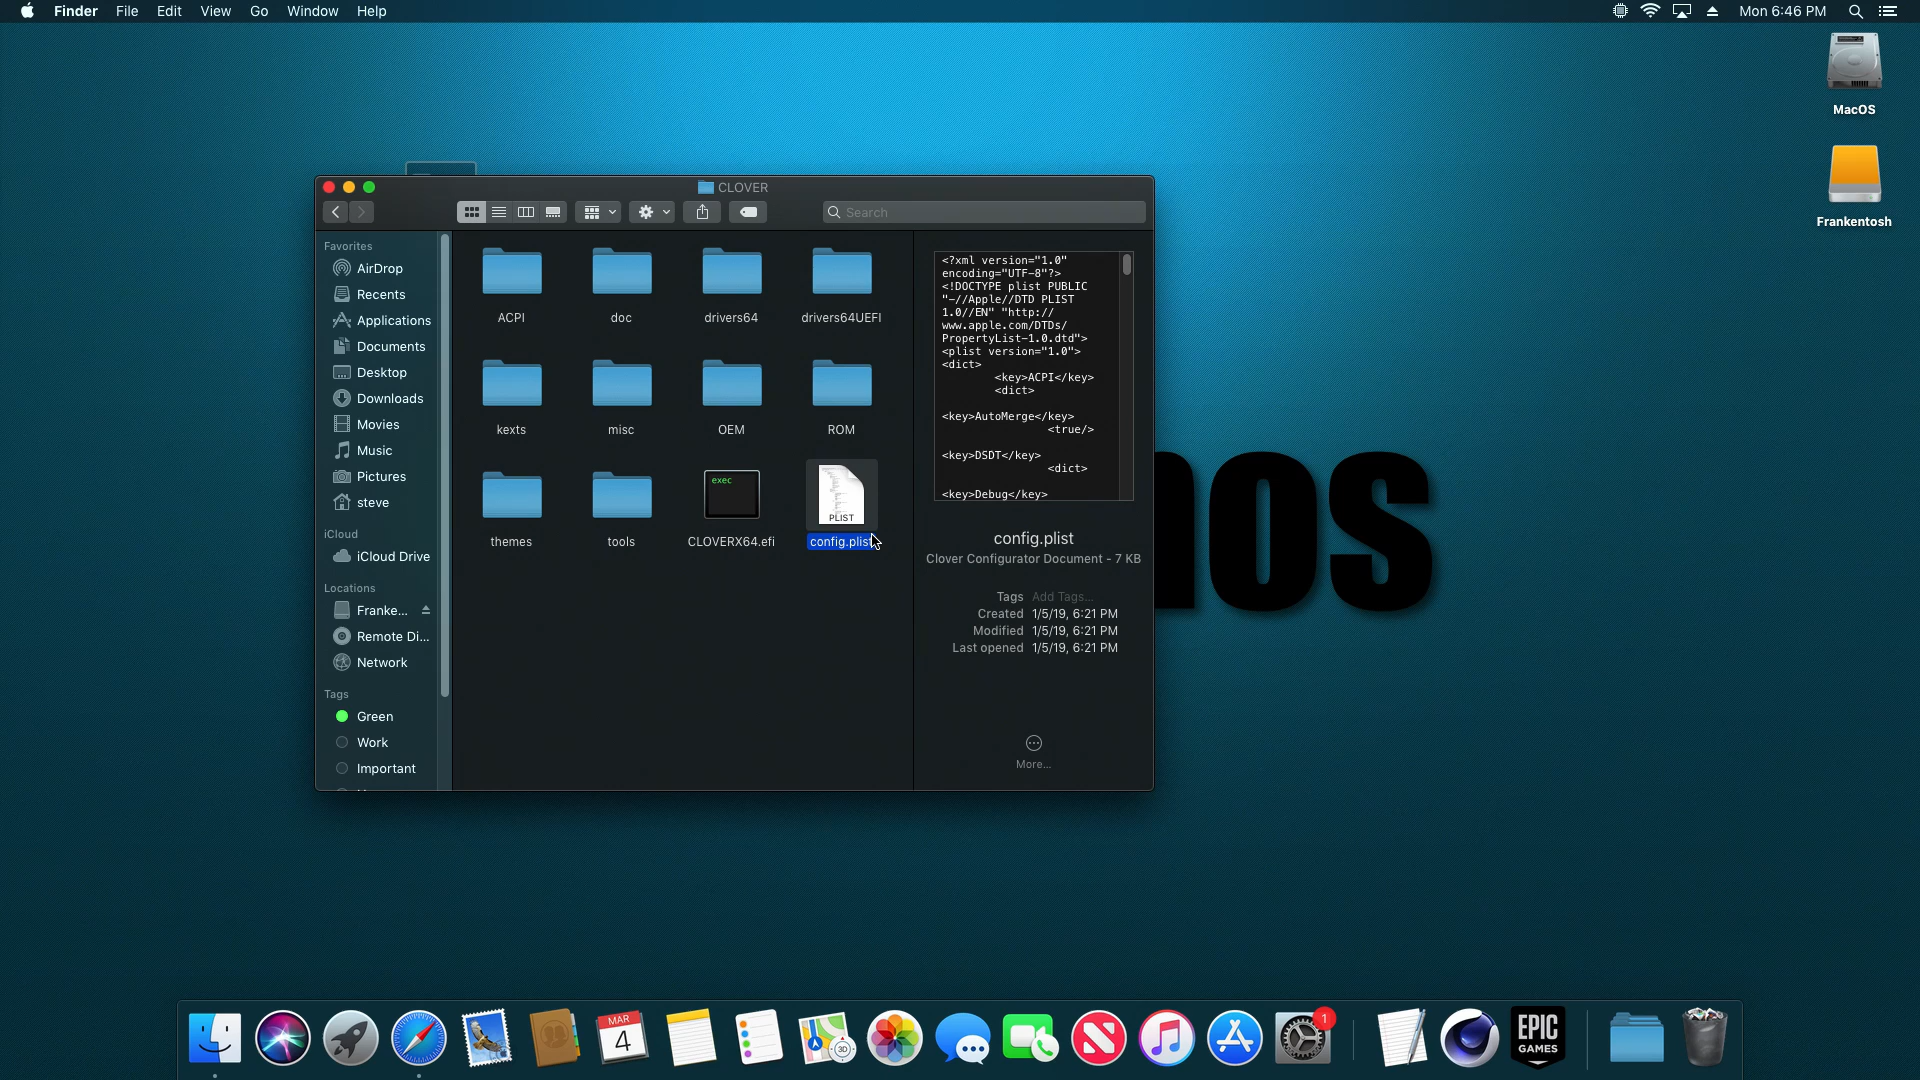 Finder File Edit View Go Window Help
Mon 6:46 PM
MacOS
Frankentosh
CLOVER
Search
Favorites
AirDrop
Recents
Applications
Documents
Desktop
Downloads
Movies
Music
Pictures
steve
iCloud
iCloud Drive
Locations
Franke...
Remote Di...
Network
Tags
Green
Work
Important
ACPI doc drivers64 drivers64UEFI
kexts misc OEM ROM
exec
PLIST
themes tools CLOVERX64.efi config.plist
<?xml version="1.0"
encoding="UTF-8"?>
<!DOCTYPE plist PUBLIC
"-//Apple//DTD PLIST
1.0//EN" "http://
www.apple.com/DTDs/
PropertyList-1.0.dtd">
<plist version="1.0">
<dict>
<key>ACPI</key>
<dict>
<key>AutoMerge</key>
<true/>
<key>DSDT</key>
<dict>
<key>Debug</key>
config.plist
Clover Configurator Document - 7 KB
Tags Add Tags...
Created 1/5/19, 6:21 PM
Modified 1/5/19, 6:21 PM
Last opened 1/5/19, 6:21 PM
More...
OS
MAR
4
3D
1
EPIC
GAMES